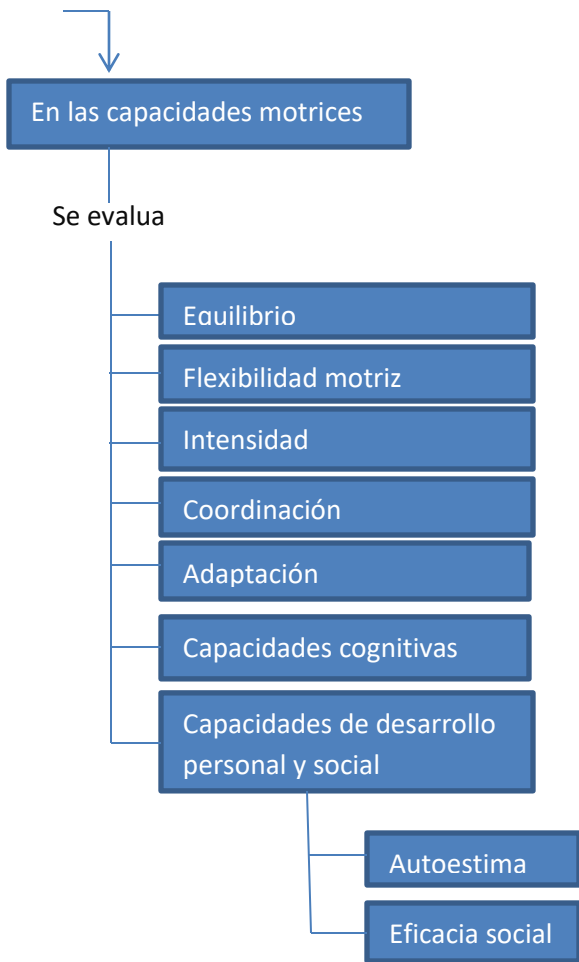 En las capacidades motrices
Se evalua
Equilibrio
Flexibilidad motriz
Intensidad
Coordinación
Adaptación
Capacidades cognitivas
Capacidades de desarrollo
personal y social
Autoestima
Eficacia social